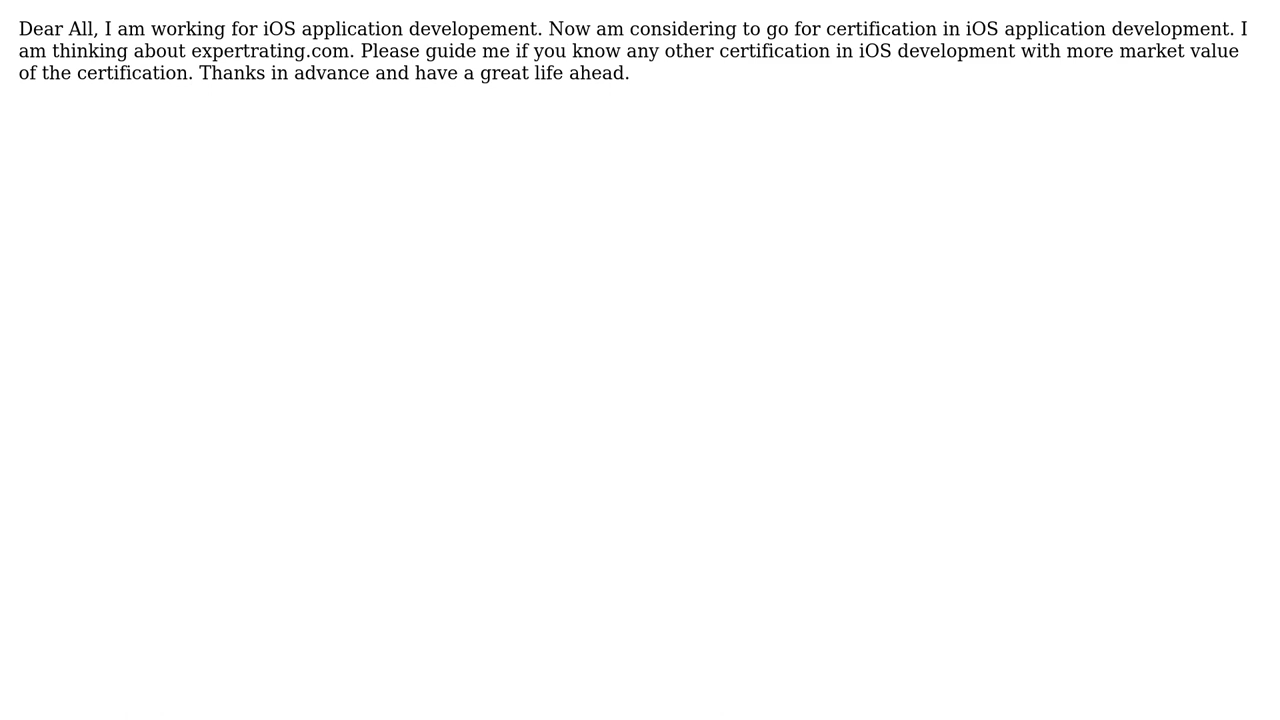 Dear All, I am working for iOS application developement. Now am considering to go for certification in iOS application development. I
am thinking about expertrating.com. Please guide me if you know any other certification in iOS development with more market value
of the certification. Thanks in advance and have a great life ahead.